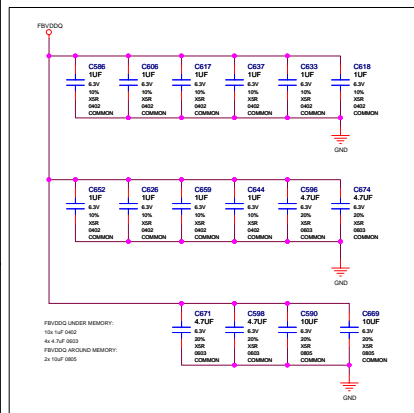 FBVDDQ
C586 C606 C617 C637 C633 C618
1UF 1UF 1UF 1UF 1UF 1UF
6.3V 6.3V 6.3V 6.3V 6.3V 6.3V
10% 10% 10% 10% 10% 10%
X5R X5R X5R X5R X5R X5R
0402 0402 0402 0402 0402 0402
COMMON COMMON COMMON COMMON COMMON COMMON
GND
C652 C626 C659 C644 C596 C674
1UF 1UF 1UF 1UF 4.7UF 4.7UF
6.3V 6.3V 6.3V 6.3V 6.3V 6.3V
10% 10% 10% 10% 20% 20%
X5R X5R X5R X5R X5R X5R
0402 0402 0402 0402 0603 0603
COMMON COMMON COMMON COMMON COMMON COMMON
GND
C671 C598 C590 C669
4.7UF 4.7UF 10UF 10UF
6.3V 6.3V 6.3V 6.3V
20% 20% 20% 20%
X5R X5R X5R X5R
0603 0603 0805 0805
COMMON COMMON COMMON COMMON
GND
FBVDDQ UNDER MEMORY:
10x 1uF 0402
4x 4.7uF 0603
FBVDDQ AROUND MEMORY:
2x 10uF 0805